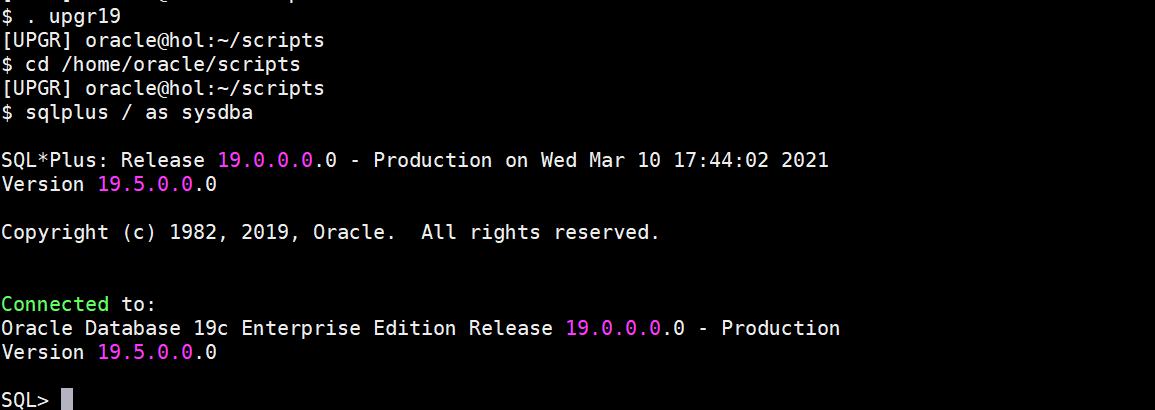 $ . upgr19
[UPGR] oracle@hol:~/scripts
$ cd /home/oracle/scripts
[UPGR] oracle@hol:~/scripts
$ sqlplus / as sysdba
SQL*Plus: Release 19.0.0.0.0 - Production on Wed Mar 10 17:44:02 2021
Version 19.5.0.0.0
Copyright (c) 1982, 2019, Oracle.  All rights reserved.
Connected to:
Oracle Database 19c Enterprise Edition Release 19.0.0.0.0 - Production
Version 19.5.0.0.0
SQL>